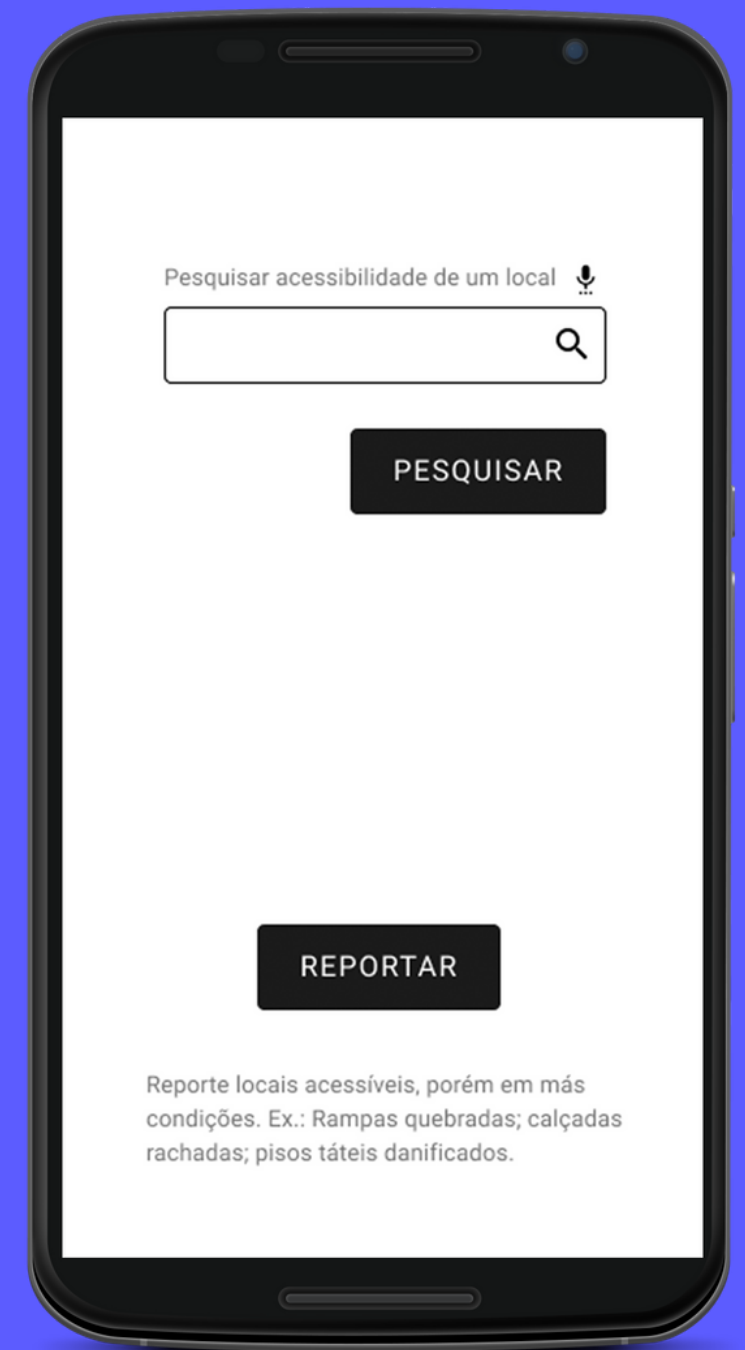 Pesquisar acessibilidade de um local
PESQUISAR
REPORTAR
Reporte locais acessíveis, porém em más
condições. Ex.: Rampas quebradas; calçadas
rachadas; pisos táteis danificados.